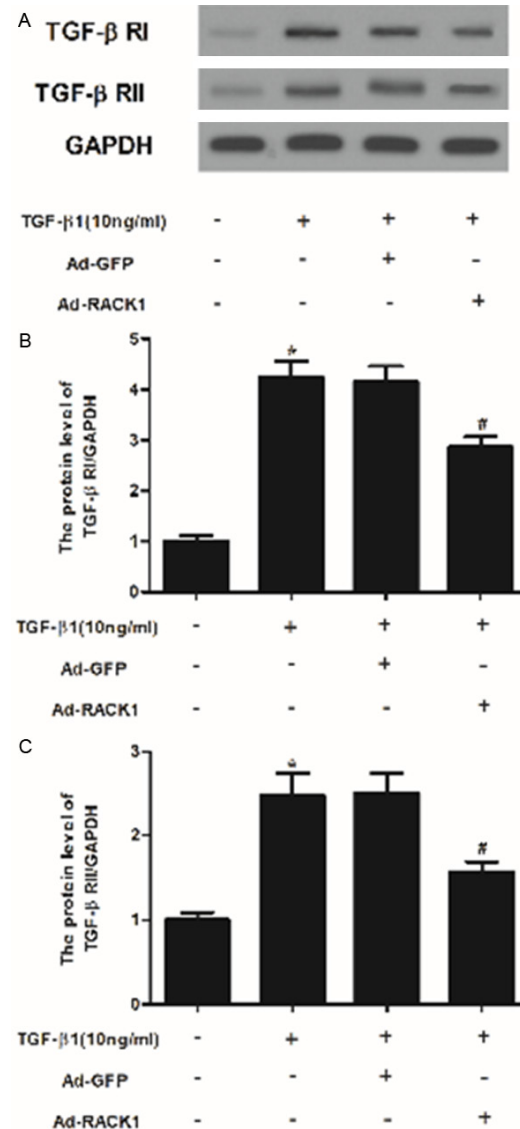 A
TGF-β RI
TGF-β RII
GAPDH
TGF-β1(10ng/ml) - + + +
Ad-GFP - - + -
Ad-RACK1 - - - +
B
The protein level of
TGF-β RI/GAPDH
5
4
3
2
1
0
*
#
TGF-β1(10ng/ml) - + + +
Ad-GFP - - + -
Ad-RACK1 - - - +
C
The protein level of
TGF-β RII/GAPDH
3
2
1
0
*
#
TGF-β1(10ng/ml) - + + +
Ad-GFP - - + -
Ad-RACK1 - - - +